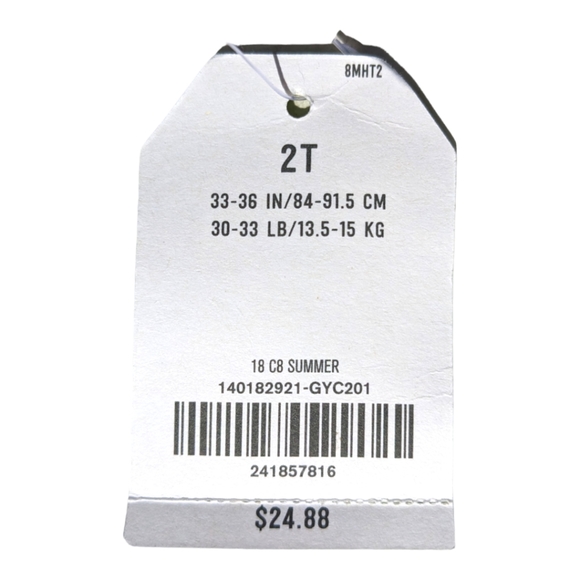 8MHT2
2T
33-36 IN/84-91.5 CM
30-33 LB/13.5-15 KG
18 C8 SUMMER
140182921-GYC201
241857816
$24.88